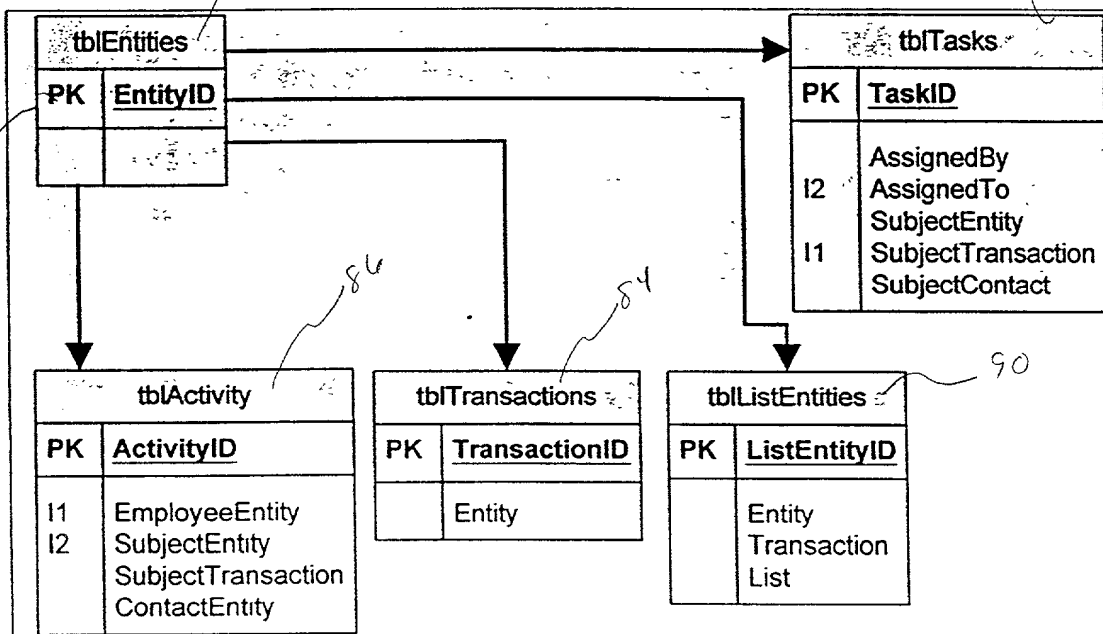 tblEntities
PK EntityID
tblTasks
PK TaskID
AssignedBy
I2 AssignedTo
SubjectEntity
I1 SubjectTransaction
SubjectContact
86
84
90
tblActivity
PK ActivityID
I1 EmployeeEntity
I2 SubjectEntity
SubjectTransaction
ContactEntity
tblTransactions
PK TransactionID
Entity
tblListEntities
PK ListEntityID
Entity
Transaction
List